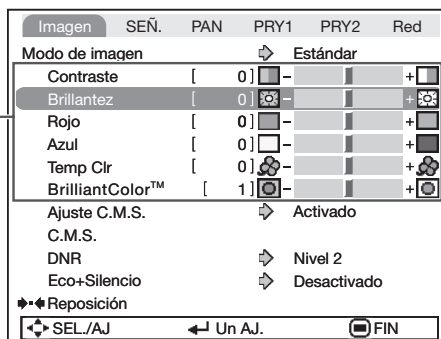 Imagen SEÑ. PAN PRY1 PRY2 Red
Modo de imagen Estándar
Contraste [ 0] - +
Brillantez [ 0] - +
Rojo [ 0] - +
Azul [ 0] - +
Temp Clr [ 0] - +
BrilliantColor™ [ 1] - +
Ajuste C.M.S. Activado
C.M.S.
DNR Nivel 2
Eco+Silencio Desactivado
Reposición
SEL./AJ Un AJ. FIN